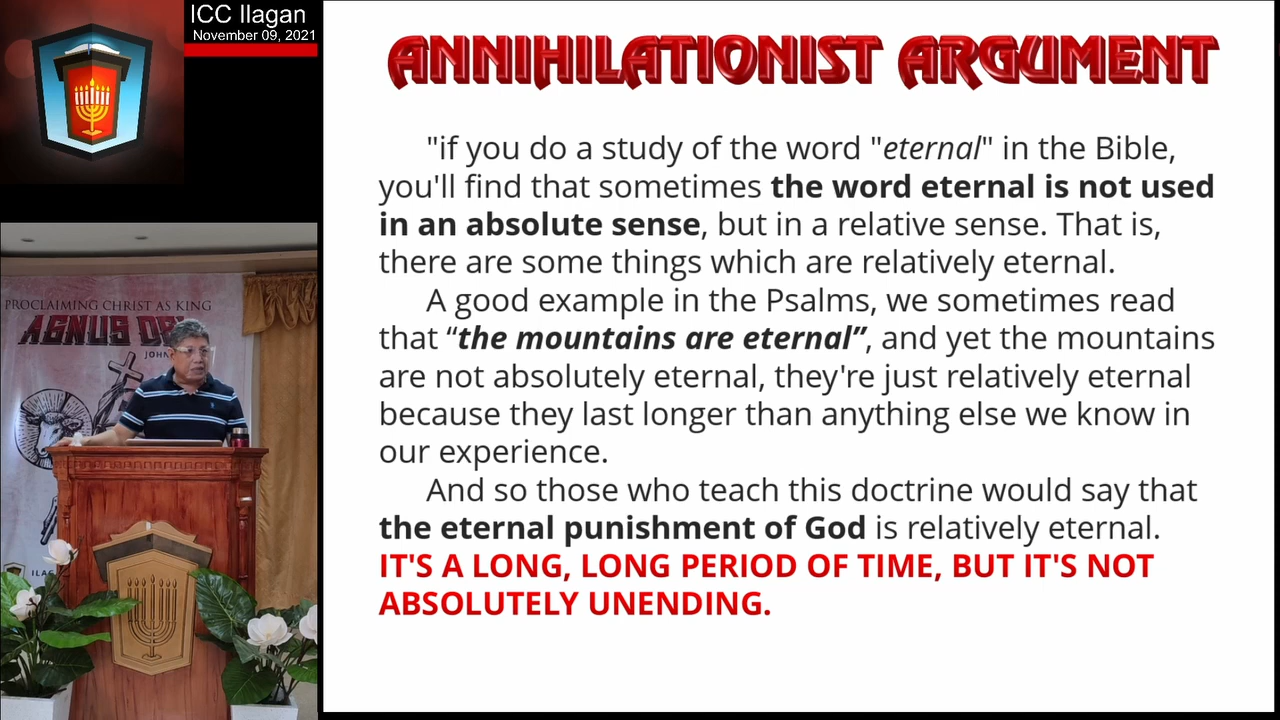 ICC Ilagan
November 09, 2021
ANNIHILATIONIST ARGUMENT
"if you do a study of the word "eternal" in the Bible,
you'll find that sometimes the word eternal is not used
in an absolute sense, but in a relative sense. That is,
there are some things which are relatively eternal.
A good example in the Psalms, we sometimes read
that “the mountains are eternal”, and yet the mountains
are not absolutely eternal, they're just relatively eternal
because they last longer than anything else we know in
our experience.
And so those who teach this doctrine would say that
the eternal punishment of God is relatively eternal.
IT'S A LONG, LONG PERIOD OF TIME, BUT IT'S NOT
ABSOLUTELY UNENDING.
PROCLAIMING CHRIST AS KING
AGNUS
JOHN